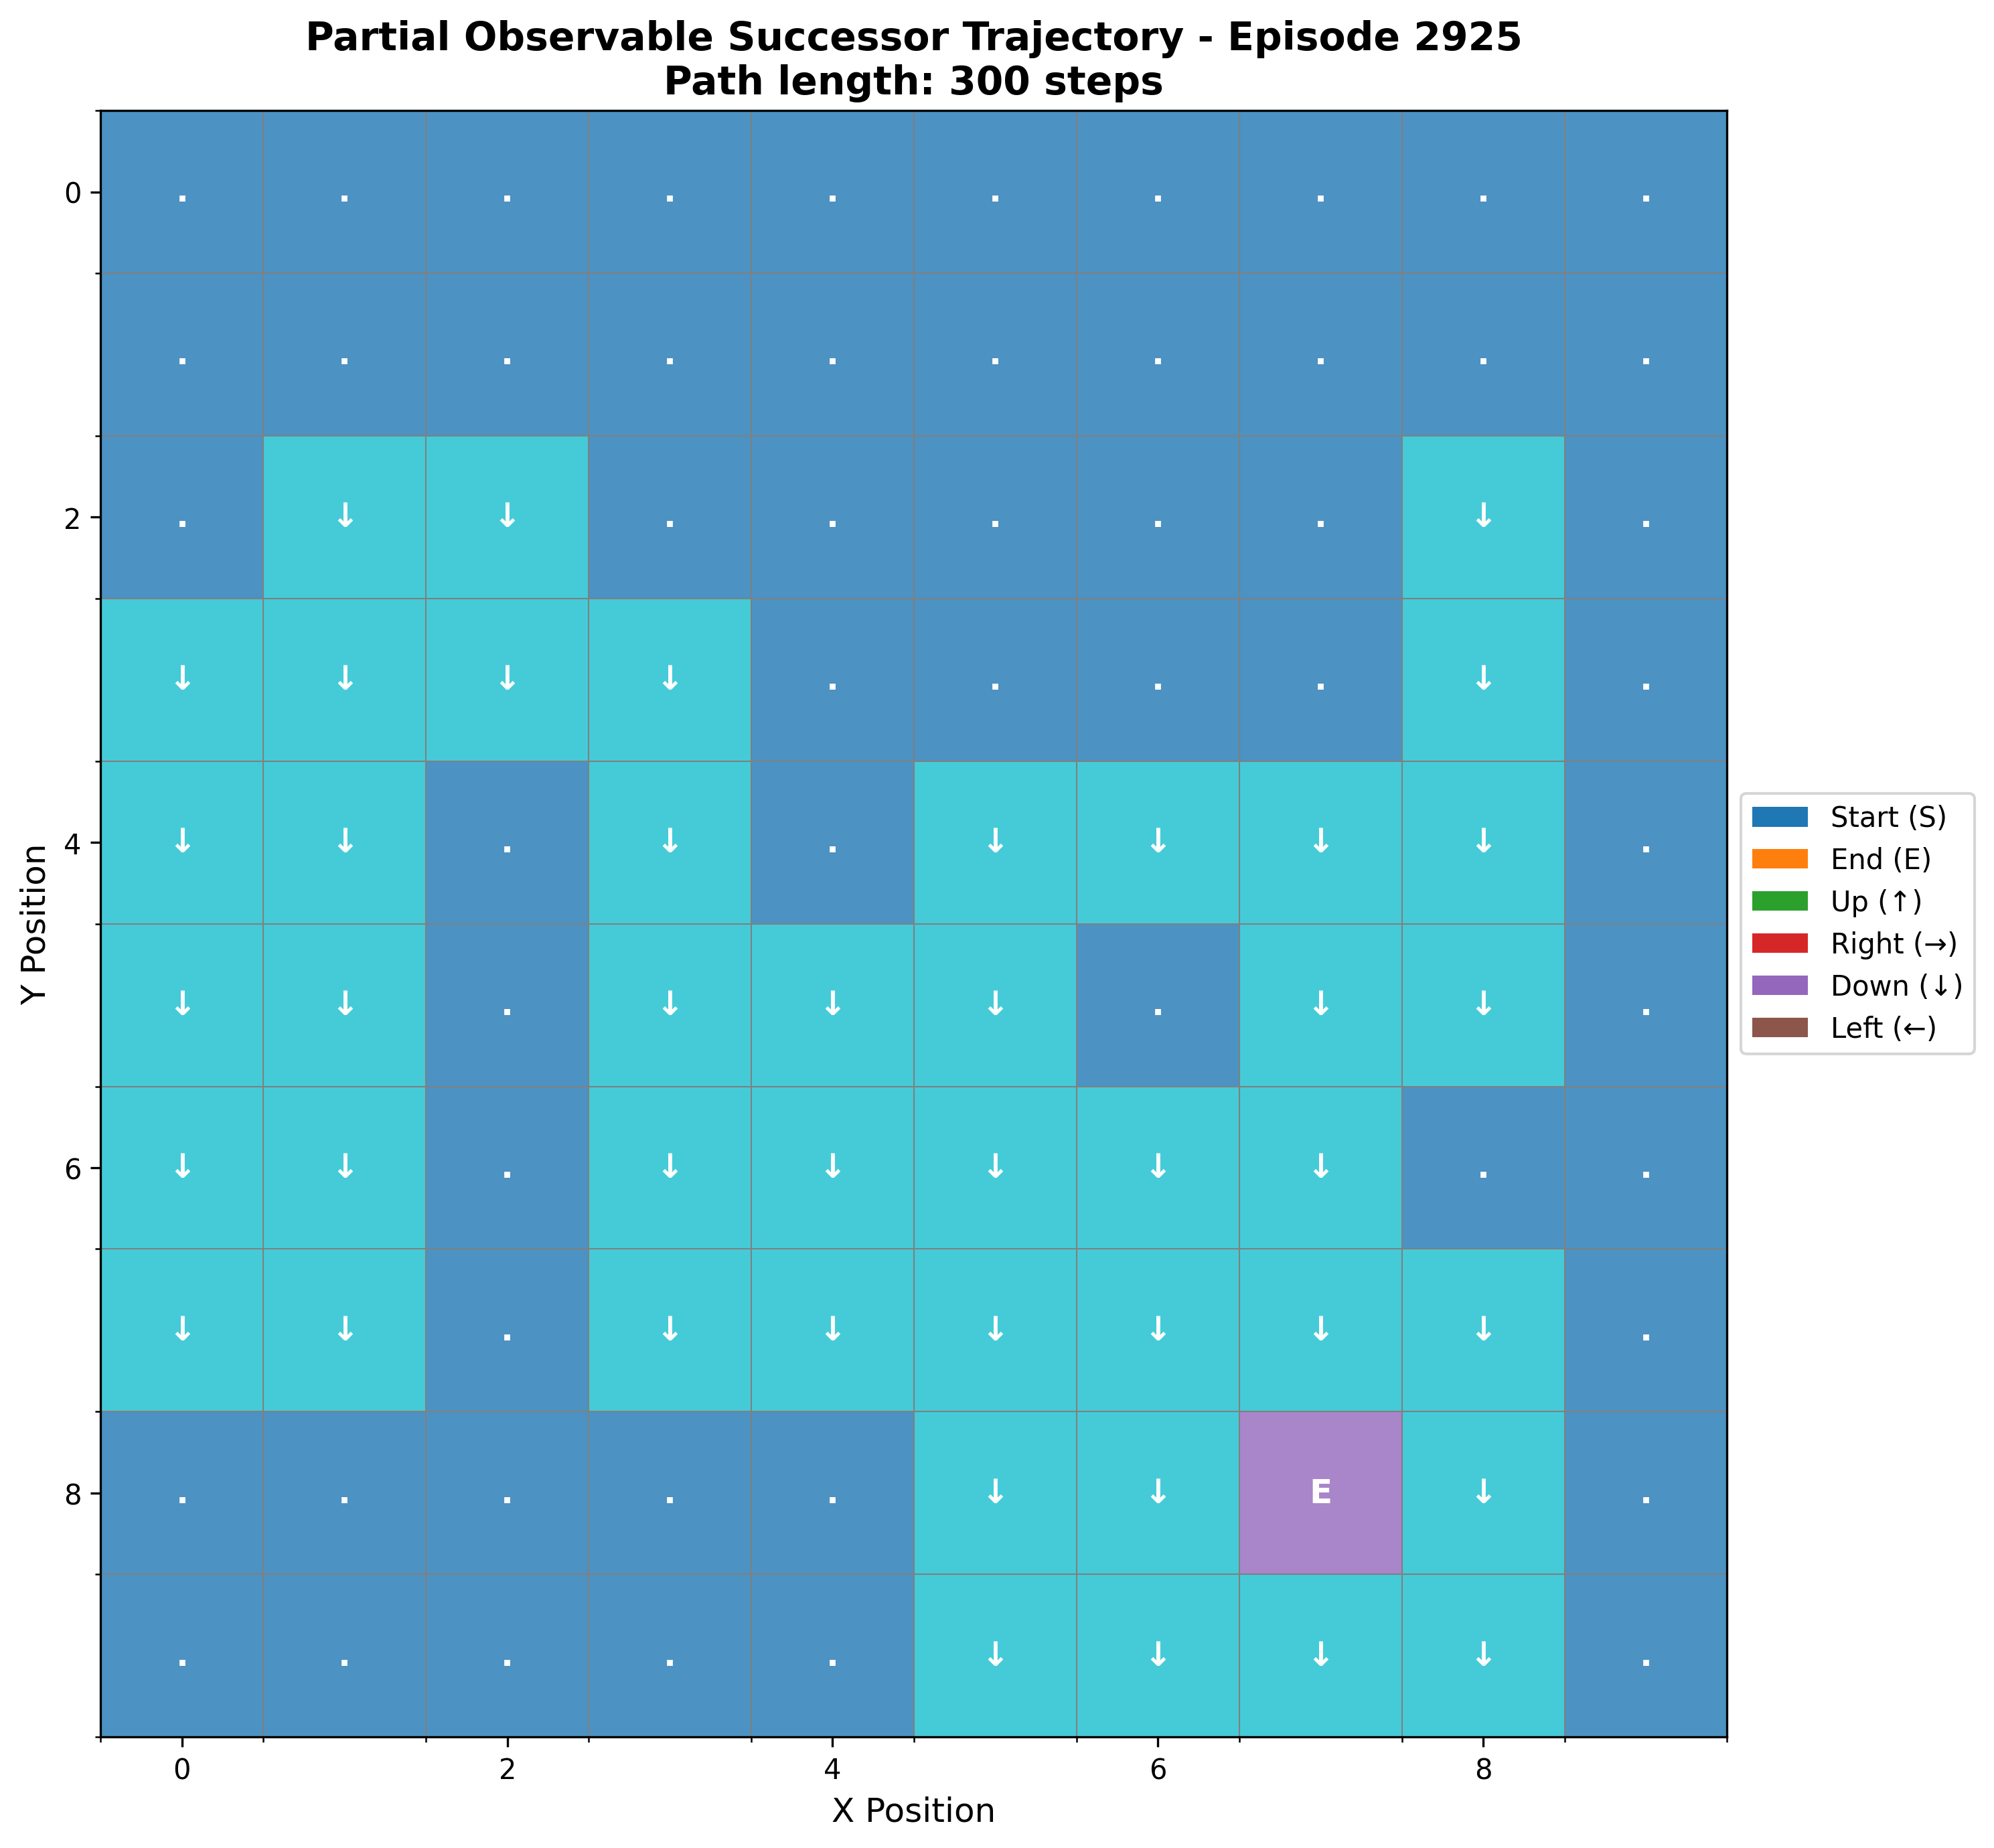 Partial Observable Successor Trajectory - Episode 2925
Path length: 300 steps
0 . . . . . . . . . .
. . . . . . . . . .
2 . ↓ ↓ . . . . . ↓ .
↓ ↓ ↓ ↓ . . . . ↓ .
4 ↓ ↓ . ↓ . ↓ ↓ ↓ ↓ .
↓ ↓ . ↓ ↓ ↓ . ↓ ↓ .
6 ↓ ↓ . ↓ ↓ ↓ ↓ ↓ . .
↓ ↓ . ↓ ↓ ↓ ↓ ↓ ↓ .
8 . . . . . ↓ ↓ E ↓ .
. . . . . ↓ ↓ ↓ ↓ .
0 2 4 6 8
X Position
Y Position
Start (S)
End (E)
Up (↑)
Right (→)
Down (↓)
Left (←)